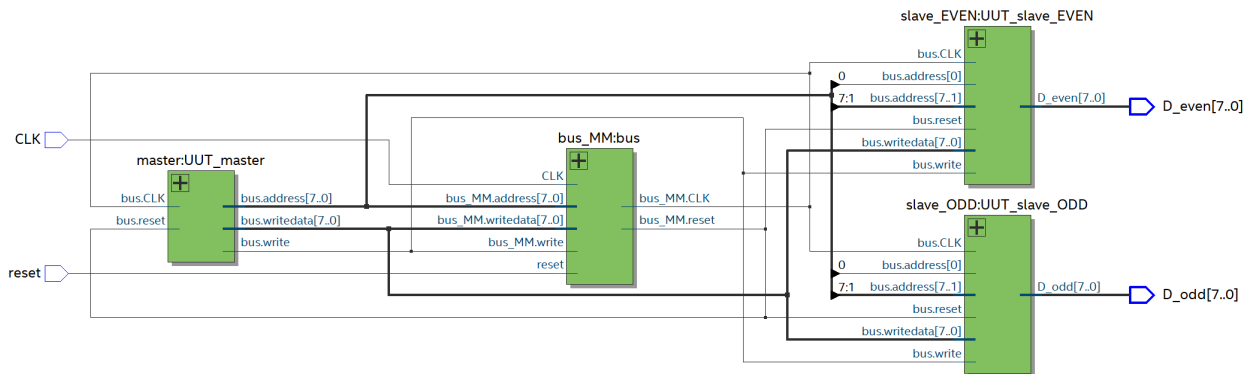 slave_EVEN:UUT_slave_EVEN
bus.CLK
0
bus.address[0]
7:1
bus.address[7..1]
D_even[7..0]
D_even[7..0]
bus.reset
bus.writedata[7..0]
bus.write
CLK
bus_MM:bus
master:UUT_master
CLK
bus.CLK
bus.address[7..0]
bus_MM.address[7..0]
bus_MM.CLK
bus.reset
bus.writedata[7..0]
bus_MM.writedata[7..0]
bus_MM.reset
bus.write
bus_MM.write
reset
reset
slave_ODD:UUT_slave_ODD
bus.CLK
0
bus.address[0]
7:1
bus.address[7..1]
D_odd[7..0]
D_odd[7..0]
bus.reset
bus.writedata[7..0]
bus.write